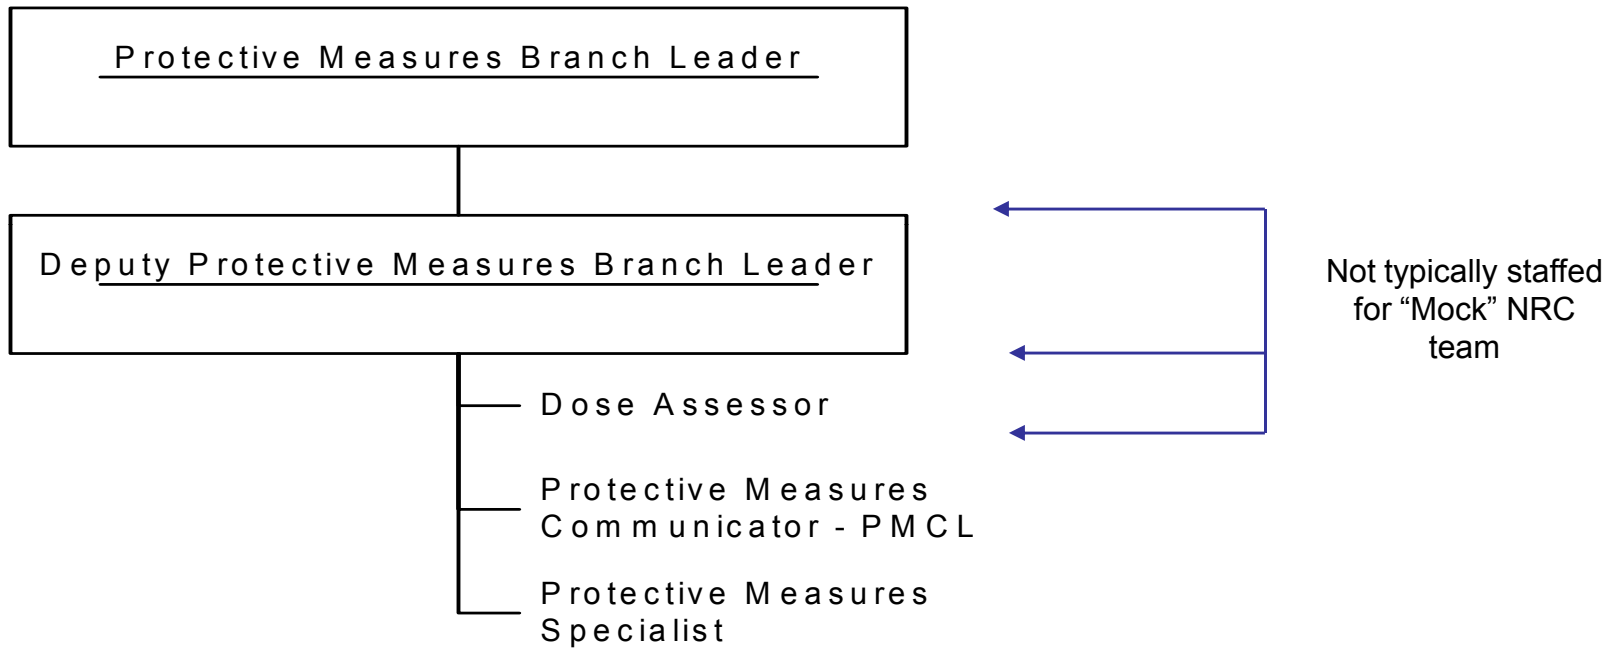 Protective Measures Branch Leader
Deputy Protective Measures Branch Leader
Not typically staffed
for “Mock” NRC
team
Dose Assessor
Protective Measures
Communicator - PMCL
Protective Measures
Specialist